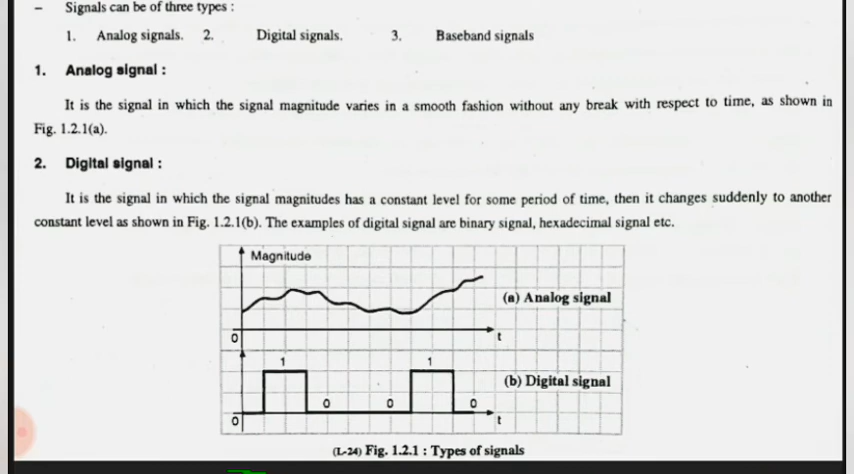 – Signals can be of three types :
1. Analog signals. 2. Digital signals. 3. Baseband signals
1. Analog signal :
It is the signal in which the signal magnitude varies in a smooth fashion without any break with respect to time, as shown in
Fig. 1.2.1(a).
2. Digital signal :
It is the signal in which the signal magnitudes has a constant level for some period of time, then it changes suddenly to another
constant level as shown in Fig. 1.2.1(b). The examples of digital signal are binary signal, hexadecimal signal etc.
Magnitude
(a) Analog signal
0 t
1 1
(b) Digital signal
0 0 0
0 t
(L-24) Fig. 1.2.1 : Types of signals